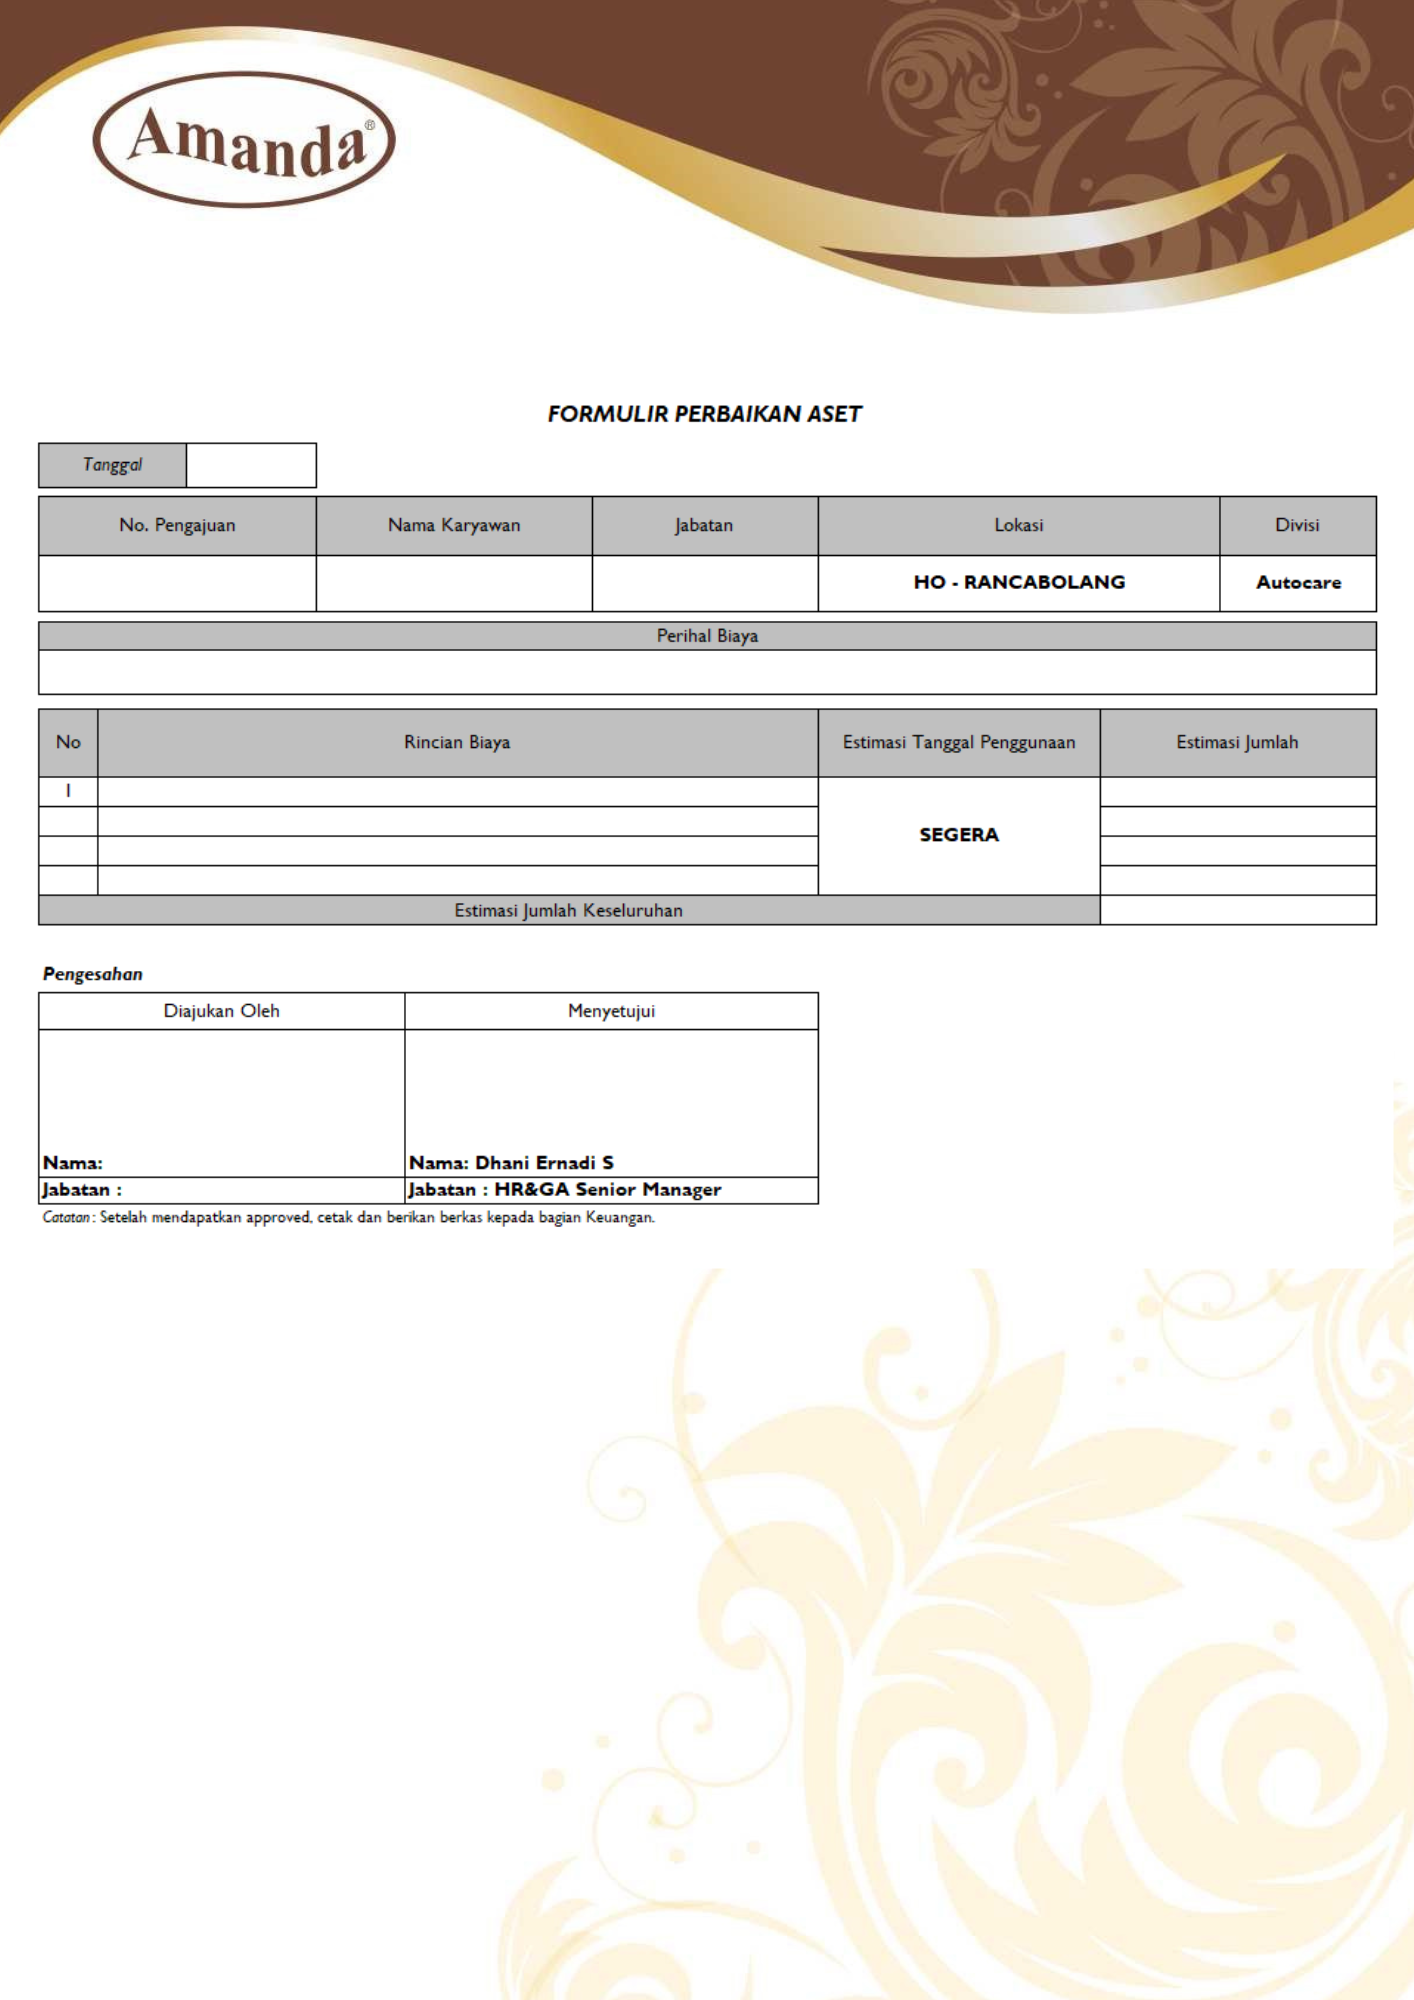 Amanda®
FORMULIR PERBAIKAN ASET
Tanggal
No. Pengajuan Nama Karyawan Jabatan Lokasi Divisi
HO - RANCABOLANG Autocare
Perihal Biaya
No Rincian Biaya Estimasi Tanggal Penggunaan Estimasi Jumlah
1
SEGERA
Estimasi Jumlah Keseluruhan
Pengesahan
Diajukan Oleh Menyetujui
Nama: Nama: Dhani Ernadi S
Jabatan : Jabatan : HR&GA Senior Manager
Catatan : Setelah mendapatkan approved, cetak dan berikan berkas kepada bagian Keuangan.